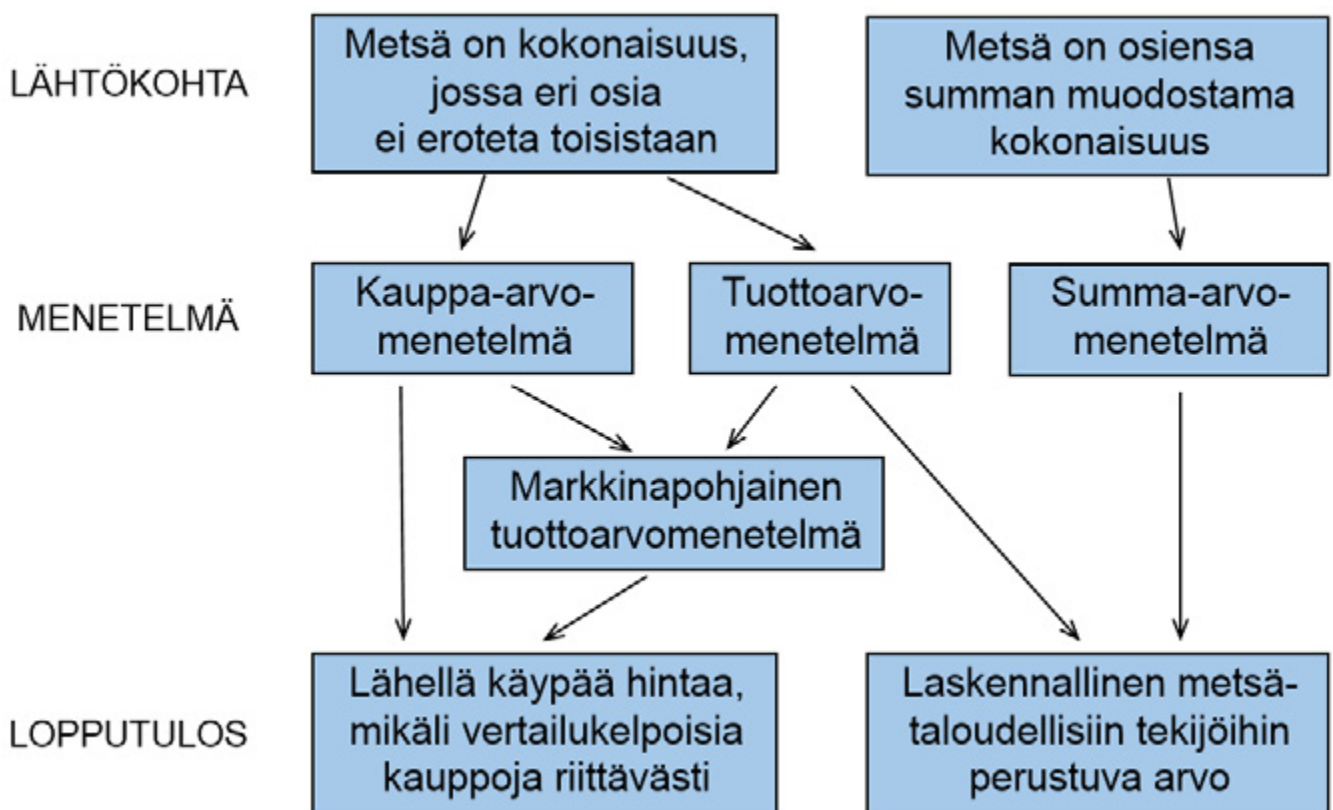 LÄHTÖKOHTA
Metsä on kokonaisuus,
jossa eri osia
ei eroteta toisistaan
Metsä on osiensa
summan muodostama
kokonaisuus
MENETELMÄ
Kauppa-arvo-
menetelmä
Tuottoarvo-
menetelmä
Summa-arvo-
menetelmä
Markkinapohjainen
tuottoarvomenetelmä
LOPPUTULOS
Lähellä käypää hintaa,
mikäli vertailukelpoisia
kauppoja riittävästi
Laskennallinen metsä-
taloudellisiin tekijöihin
perustuva arvo